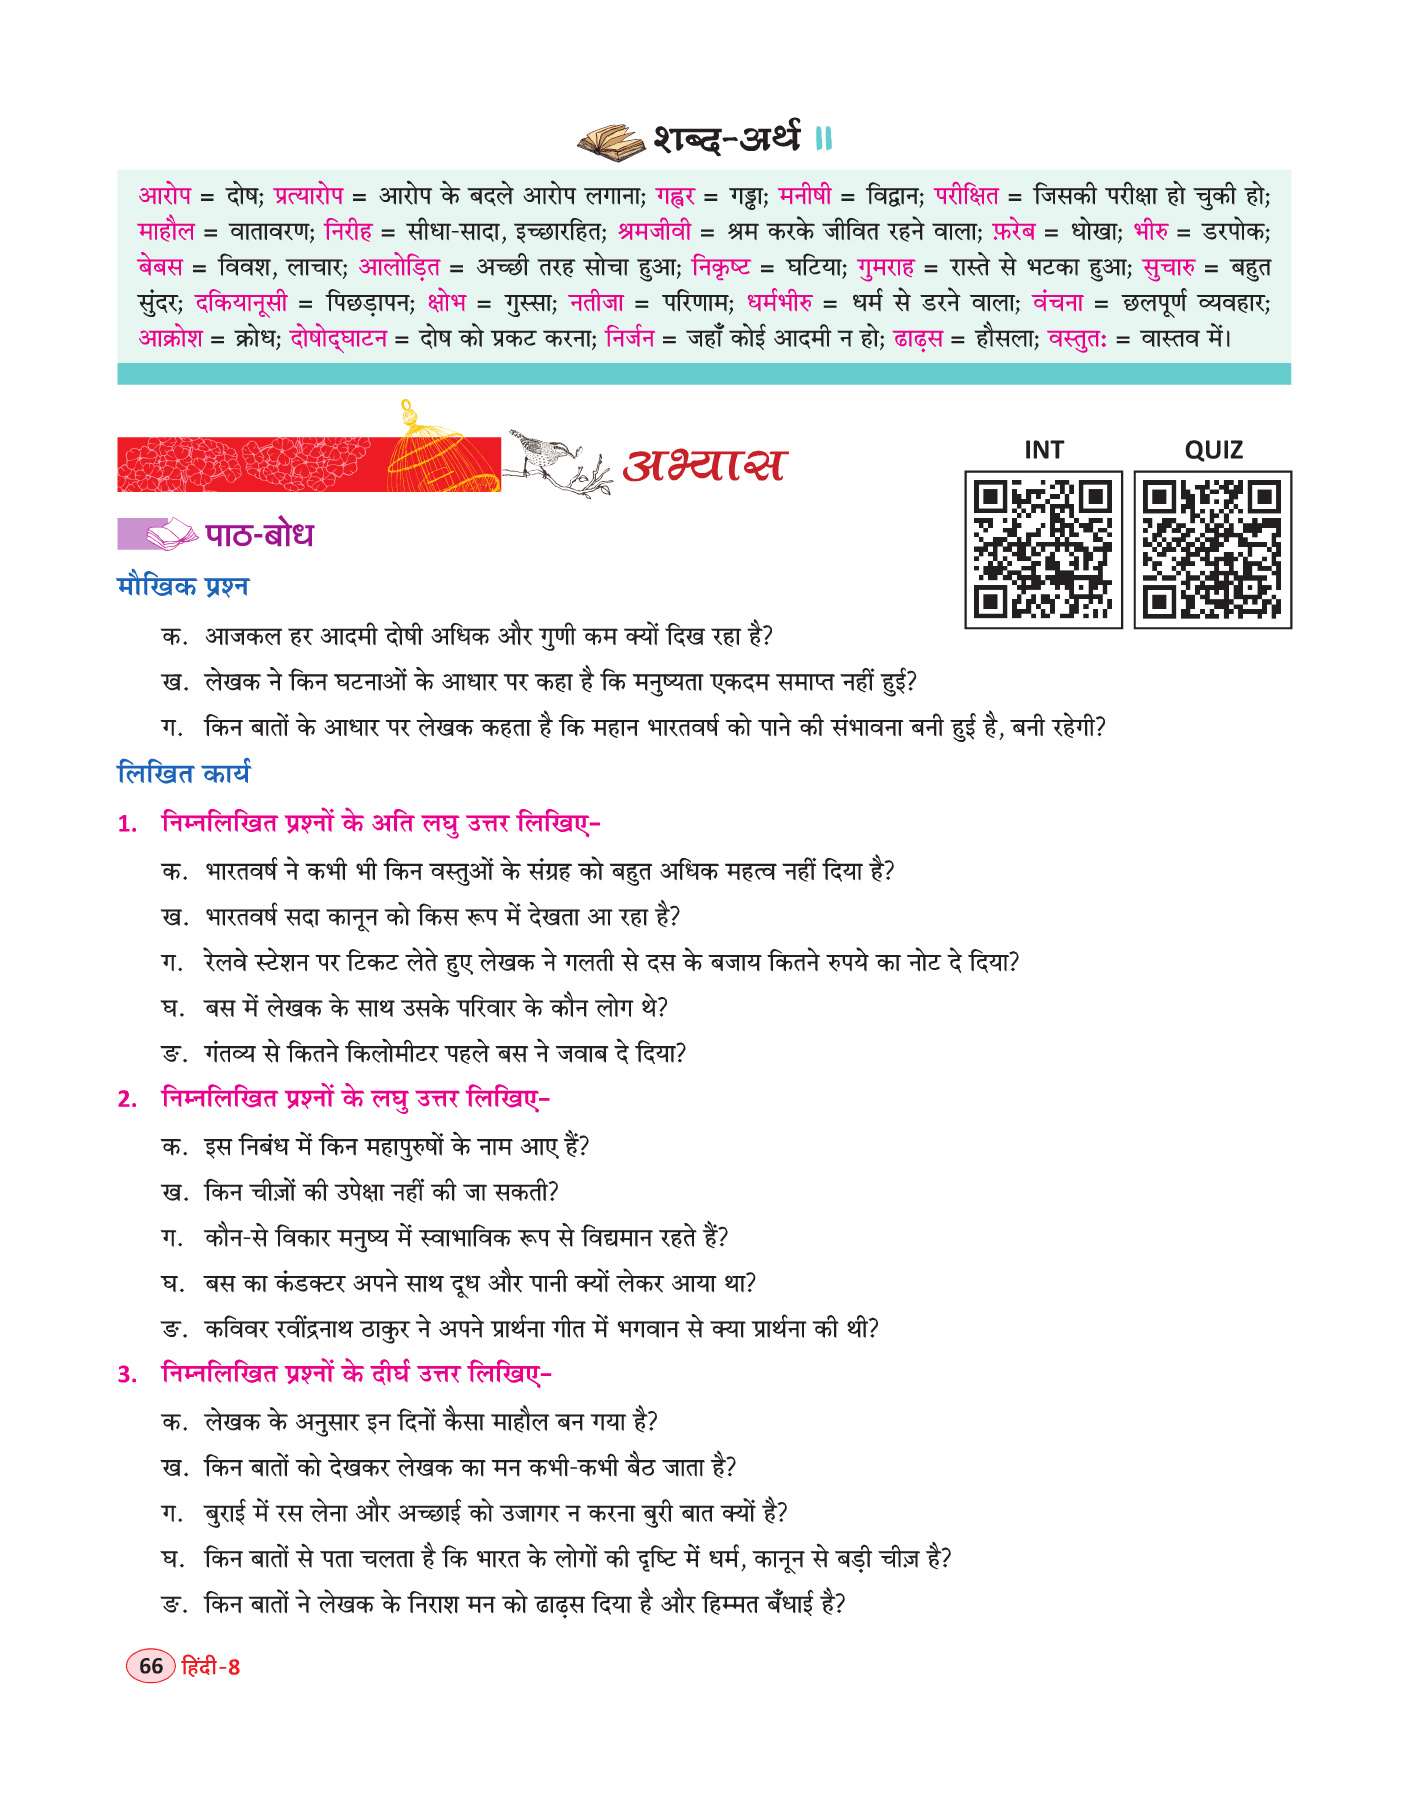 शब्द-अर्थ
आरोप = दोष; प्रत्यारोप = आरोप के बदले आरोप लगाना; गह्वर = गड्ढा; मनीषी = विद्वान; परीक्षित = जिसकी परीक्षा हो चुकी हो;
माहौल = वातावरण; निरीह = सीधा-सादा, इच्छारहित; श्रमजीवी = श्रम करके जीवित रहने वाला; फ़रेब = धोखा; भीरु = डरपोक;
बेबस = विवश, लाचार; आलोड़ित = अच्छी तरह सोचा हुआ; निकृष्ट = घटिया; गुमराह = रास्ते से भटका हुआ; सुचारु = बहुत
सुंदर; दकियानूसी = पिछड़ापन; क्षोभ = गुस्सा; नतीजा = परिणाम; धर्मभीरु = धर्म से डरने वाला; वंचना = छलपूर्ण व्यवहार;
आक्रोश = क्रोध; दोषोद्घाटन = दोष को प्रकट करना; निर्जन = जहाँ कोई आदमी न हो; ढाढ़स = हौसला; वस्तुतः = वास्तव में।
अभ्यास
INT QUIZ
पाठ-बोध
मौखिक प्रश्न
क. आजकल हर आदमी दोषी अधिक और गुणी कम क्यों दिख रहा है?
ख. लेखक ने किन घटनाओं के आधार पर कहा है कि मनुष्यता एकदम समाप्त नहीं हुई?
ग. किन बातों के आधार पर लेखक कहता है कि महान भारतवर्ष को पाने की संभावना बनी हुई है, बनी रहेगी?
लिखित कार्य
1. निम्नलिखित प्रश्नों के अति लघु उत्तर लिखिए–
क. भारतवर्ष ने कभी भी किन वस्तुओं के संग्रह को बहुत अधिक महत्व नहीं दिया है?
ख. भारतवर्ष सदा कानून को किस रूप में देखता आ रहा है?
ग. रेलवे स्टेशन पर टिकट लेते हुए लेखक ने गलती से दस के बजाय कितने रुपये का नोट दे दिया?
घ. बस में लेखक के साथ उसके परिवार के कौन लोग थे?
ङ. गंतव्य से कितने किलोमीटर पहले बस ने जवाब दे दिया?
2. निम्नलिखित प्रश्नों के लघु उत्तर लिखिए–
क. इस निबंध में किन महापुरुषों के नाम आए हैं?
ख. किन चीज़ों की उपेक्षा नहीं की जा सकती?
ग. कौन-से विकार मनुष्य में स्वाभाविक रूप से विद्यमान रहते हैं?
घ. बस का कंडक्टर अपने साथ दूध और पानी क्यों लेकर आया था?
ङ. कविवर रवींद्रनाथ ठाकुर ने अपने प्रार्थना गीत में भगवान से क्या प्रार्थना की थी?
3. निम्नलिखित प्रश्नों के दीर्घ उत्तर लिखिए–
क. लेखक के अनुसार इन दिनों कैसा माहौल बन गया है?
ख. किन बातों को देखकर लेखक का मन कभी-कभी बैठ जाता है?
ग. बुराई में रस लेना और अच्छाई को उजागर न करना बुरी बात क्यों है?
घ. किन बातों से पता चलता है कि भारत के लोगों की दृष्टि में धर्म, कानून से बड़ी चीज़ है?
ङ. किन बातों ने लेखक के निराश मन को ढाढ़स दिया है और हिम्मत बँधाई है?
66 हिंदी-8